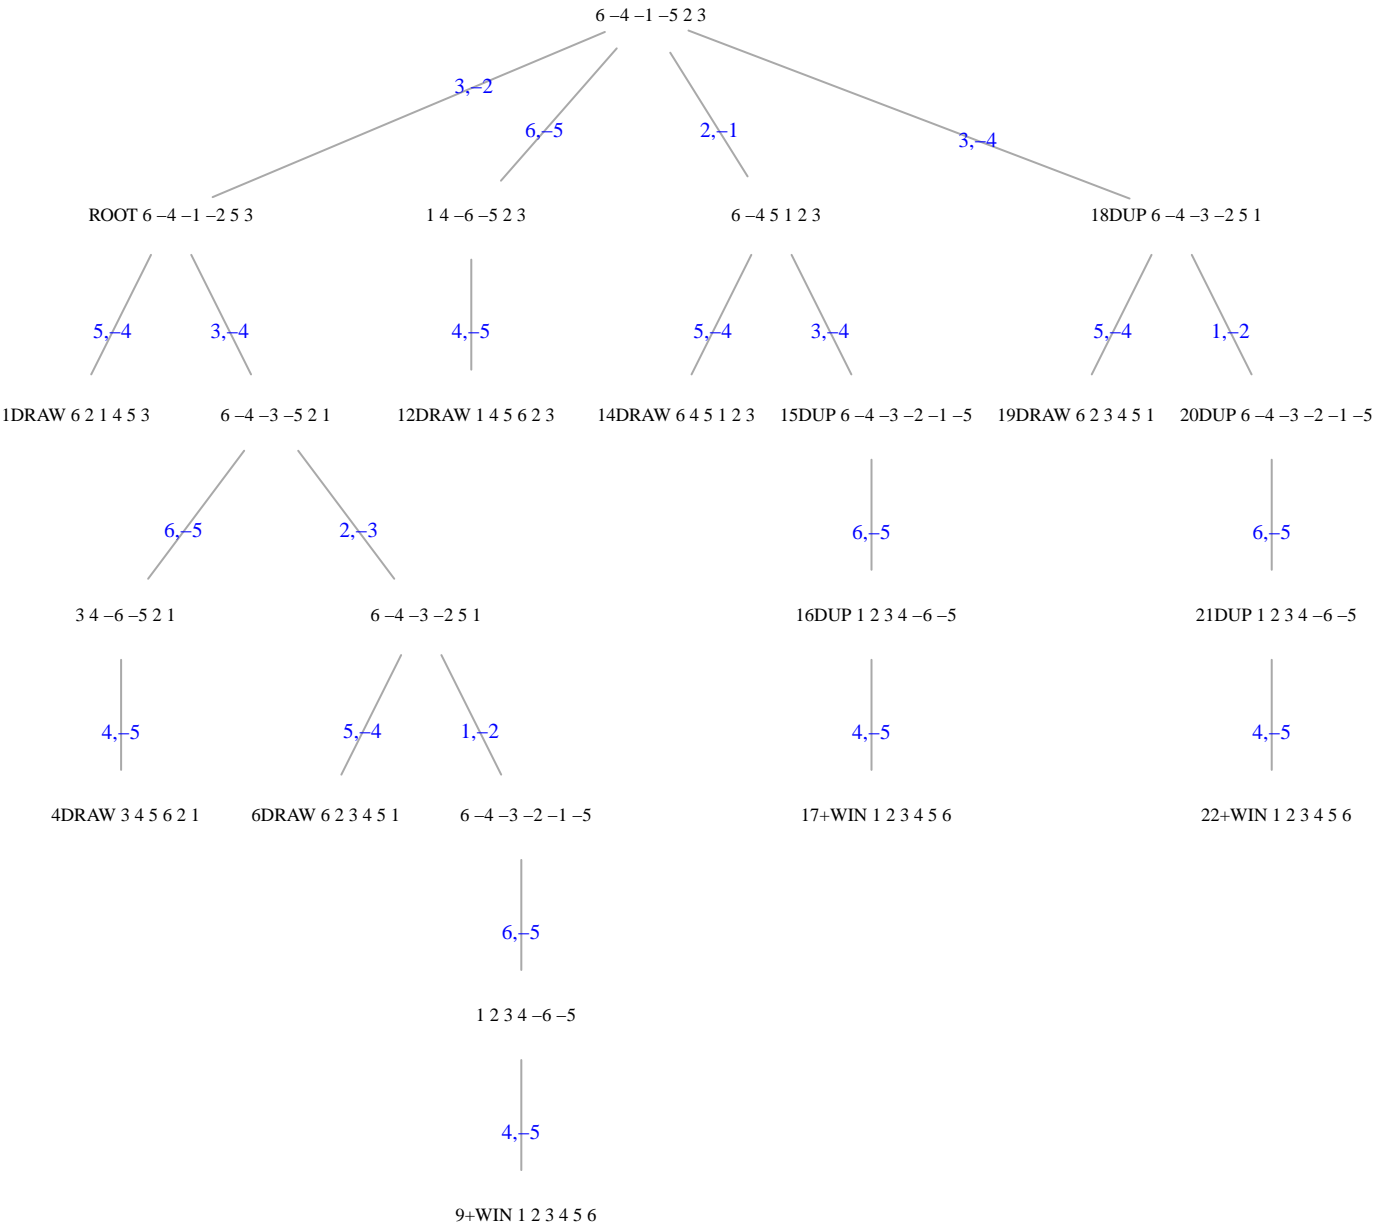 6 –4 –1 –5 2 3
3,–2
6,–5
2,–1
3,–4
ROOT 6 –4 –1 –2 5 3
1 4 –6 –5 2 3
6 –4 5 1 2 3
18DUP 6 –4 –3 –2 5 1
5,–4
3,–4
4,–5
5,–4
3,–4
5,–4
1,–2
1DRAW 6 2 1 4 5 3
6 –4 –3 –5 2 1
12DRAW 1 4 5 6 2 3
14DRAW 6 4 5 1 2 3
15DUP 6 –4 –3 –2 –1 –5
19DRAW 6 2 3 4 5 1
20DUP 6 –4 –3 –2 –1 –5
6,–5
2,–3
6,–5
6,–5
3 4 –6 –5 2 1
6 –4 –3 –2 5 1
16DUP 1 2 3 4 –6 –5
21DUP 1 2 3 4 –6 –5
4,–5
5,–4
1,–2
4,–5
4,–5
4DRAW 3 4 5 6 2 1
6DRAW 6 2 3 4 5 1
6 –4 –3 –2 –1 –5
17+WIN 1 2 3 4 5 6
22+WIN 1 2 3 4 5 6
6,–5
1 2 3 4 –6 –5
4,–5
9+WIN 1 2 3 4 5 6